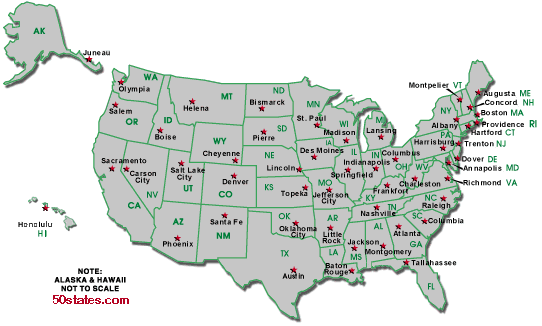 AK
Juneau
WA
Olympia
MT
Helena
ND
Bismarck
MN
St. Paul
Montpelier
VT
Augusta ME
Concord NH
Boston MA
Providence RI
Hartford CT
NY
Albany
Salem
OR
ID
Boise
WY
Cheyenne
SD
Pierre
WI
Madison
M
Lansing
PA
Harrisburg
Trenton NJ
Dover DE
Annapolis MD
Richmond VA
Sacramento
Carson
City
NV
CA
Salt Lake
City
UT
Denver
CO
NE
Lincoln
IA
Des Moines
IL
Springfield
IN
Indianapolis
OH
Columbus
WV
Charleston
KS
Topeka
MO
Jefferson
City
KY
Frankfort
Honolulu
HI
AZ
Phoenix
Santa Fe
NM
OK
Oklahoma
City
AR
Little
Rock
TN
Nashville
NC
Raleigh
SC
Columbia
TX
Austin
LA
Baton
Rouge
MS
Jackson
AL
Montgomery
GA
Atlanta
Tallahassee
FL
NOTE:
ALASKA & HAWAII
NOT TO SCALE
50states.com